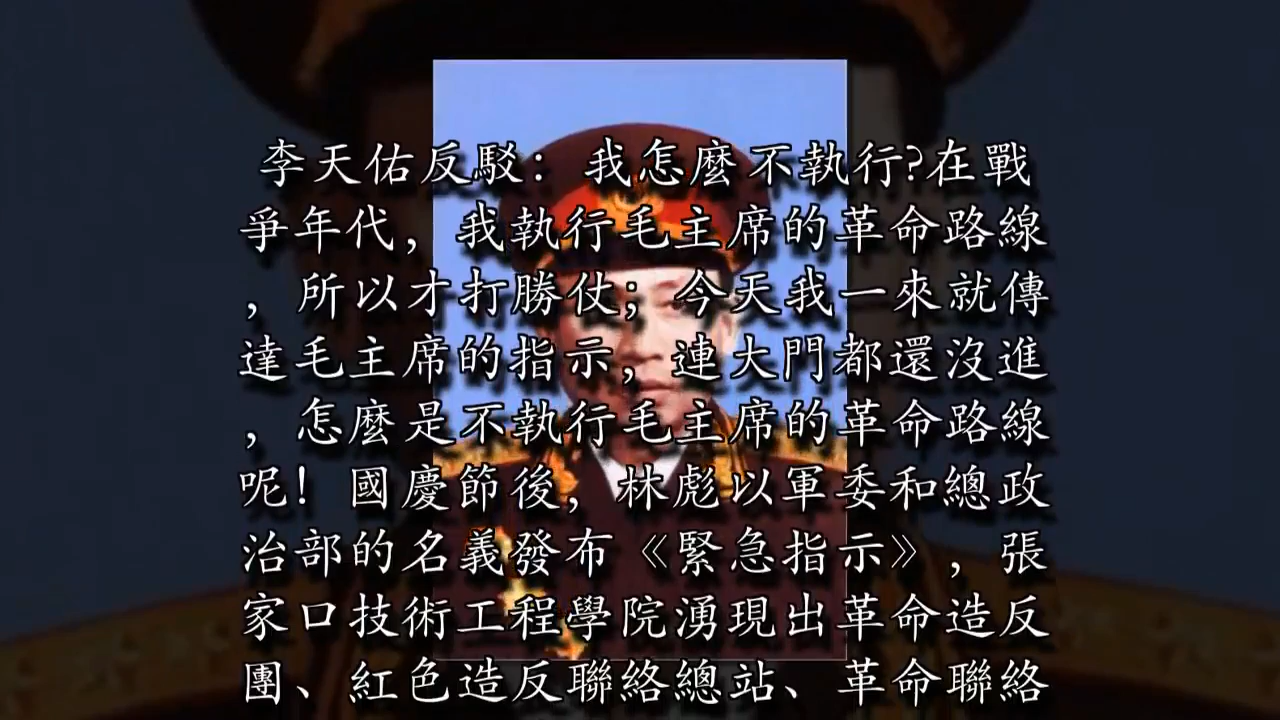 李天佑反駁：我怎麼不執行?在戰
爭年代，我執行毛主席的革命路線
，所以才打勝仗；今天我一來就傳
達毛主席的指示，連大門都還沒進
，怎麼是不執行毛主席的革命路線
呢！國慶節後，林彪以軍委和總政
治部的名義發布《緊急指示》，張
家口技術工程學院湧現出革命造反
團、紅色造反聯絡總站、革命聯絡